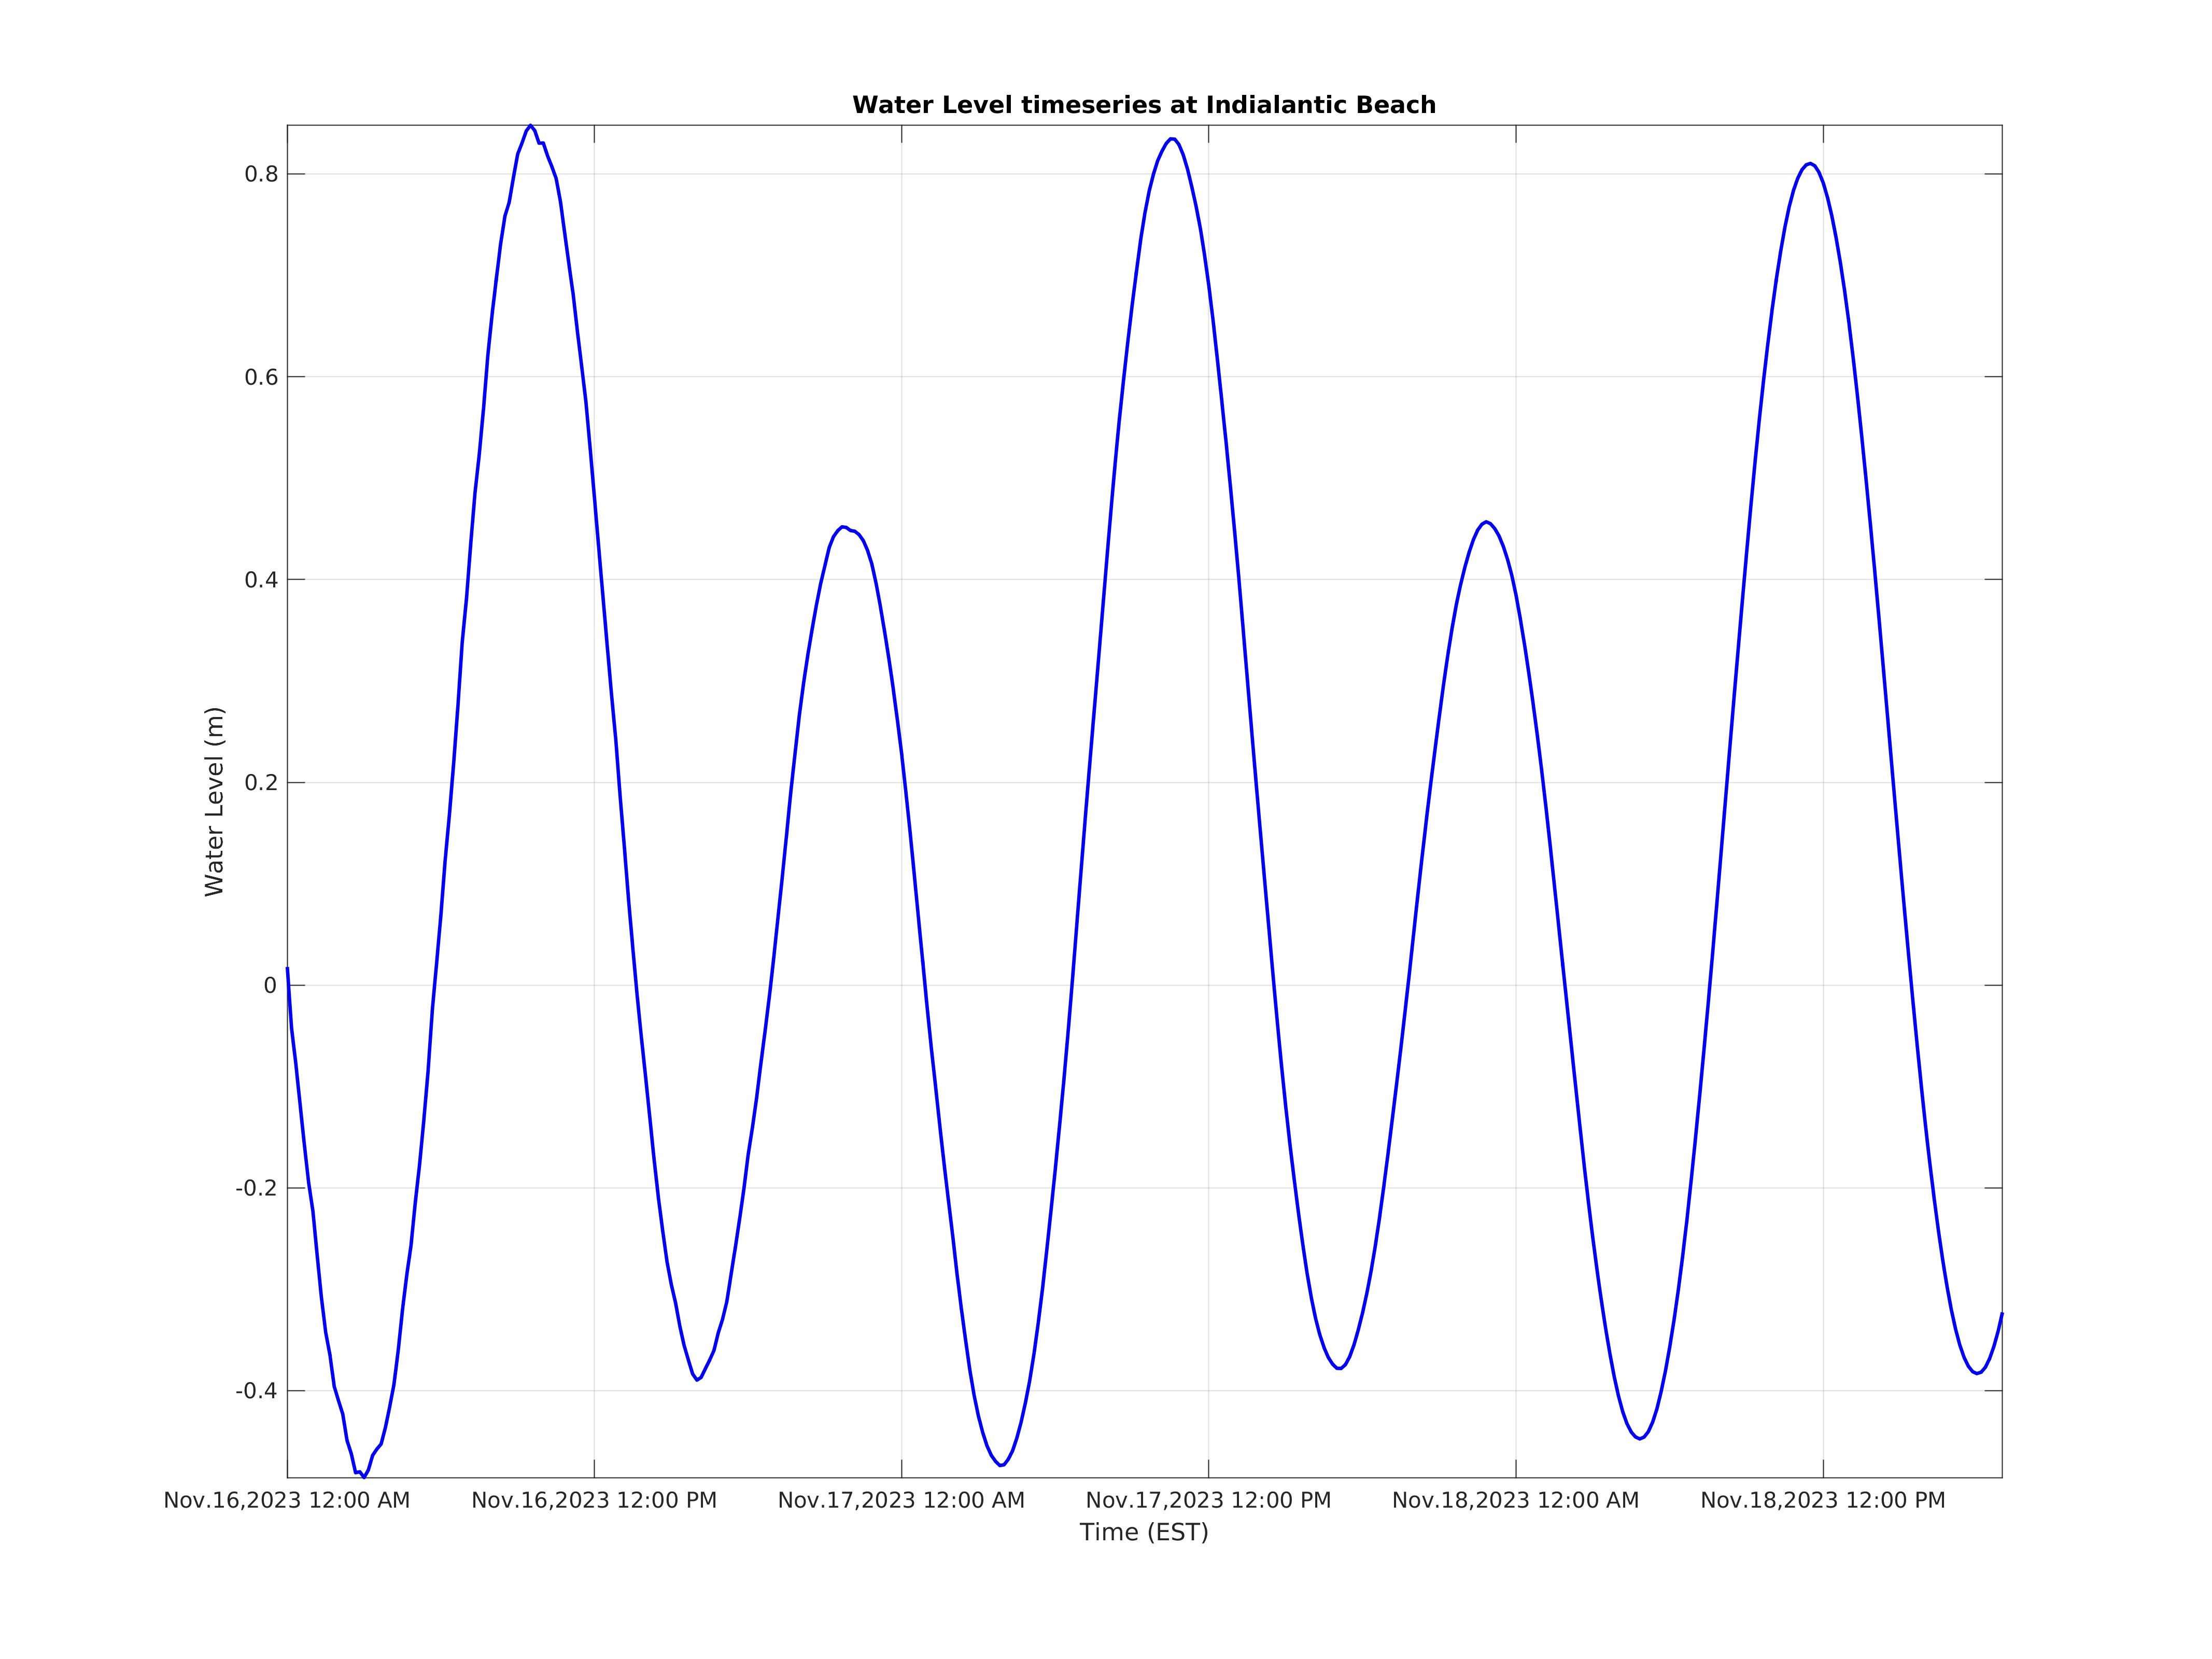 Water Level timeseries at Indialantic Beach
0.8
0.6
0.4
0.2
0
-0.2
-0.4
Water Level (m)
Nov.16,2023 12:00 AM
Nov.16,2023 12:00 PM
Nov.17,2023 12:00 AM
Nov.17,2023 12:00 PM
Nov.18,2023 12:00 AM
Nov.18,2023 12:00 PM
Time (EST)